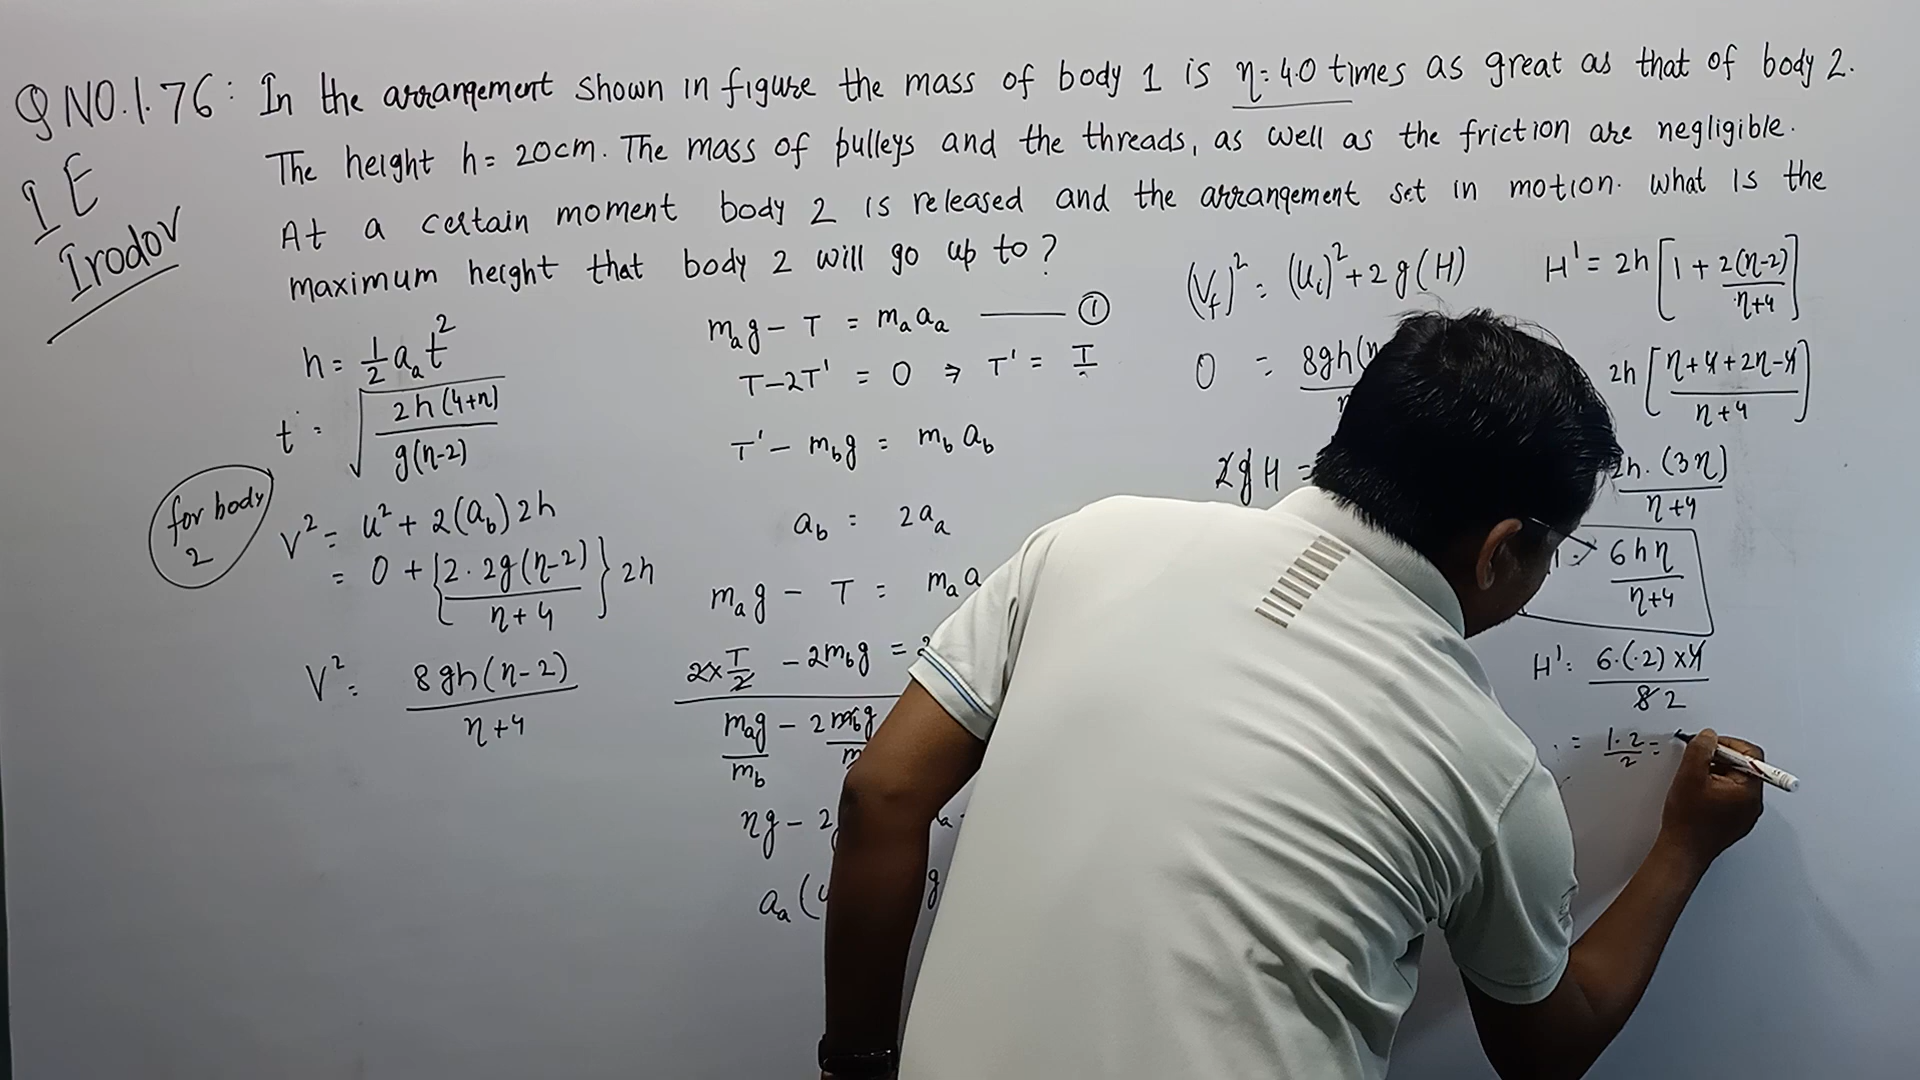 Q NO.1.76: In the arrangement shown in figure the mass of body 1 is η=4.0 times as great as that of body 2.
The height h= 20cm. The mass of pulleys and the threads, as well as the friction are negligible.
At a certain moment body 2 is released and the arrangement set in motion. What is the
maximum height that body 2 will go up to?
I E
Irodov
h = 1/2 a_a t²
t = √(2h(4+η) / g(η-2))
for body 2
V² = u² + 2(a_b)2h
= 0 + {2·2g(η-2) / η+4} 2h
V² = 8gh(η-2) / η+4
m_a g - T = m_a a_a —— ①
T-2T' = 0 ⇒ T' = T
T' - m_b g = m_b a_b
a_b = 2a_a
m_a g - T = m_a a
2×T/2 - 2m_b g = 2
m_a g / m_b - 2m_b g / m
ηg - 2
a_a (
g
(V_f)² = (u_i)² + 2g(H)
0 = 8gh(η
2gH =
H' = 2h [1 + 2(η-2) / η+4]
2h [η+4+2η-4 / η+4]
2h·(3η) / η+4
6hη / η+4
H' = 6·(·2)×4 / 8 2
= 1·2 / 2 =